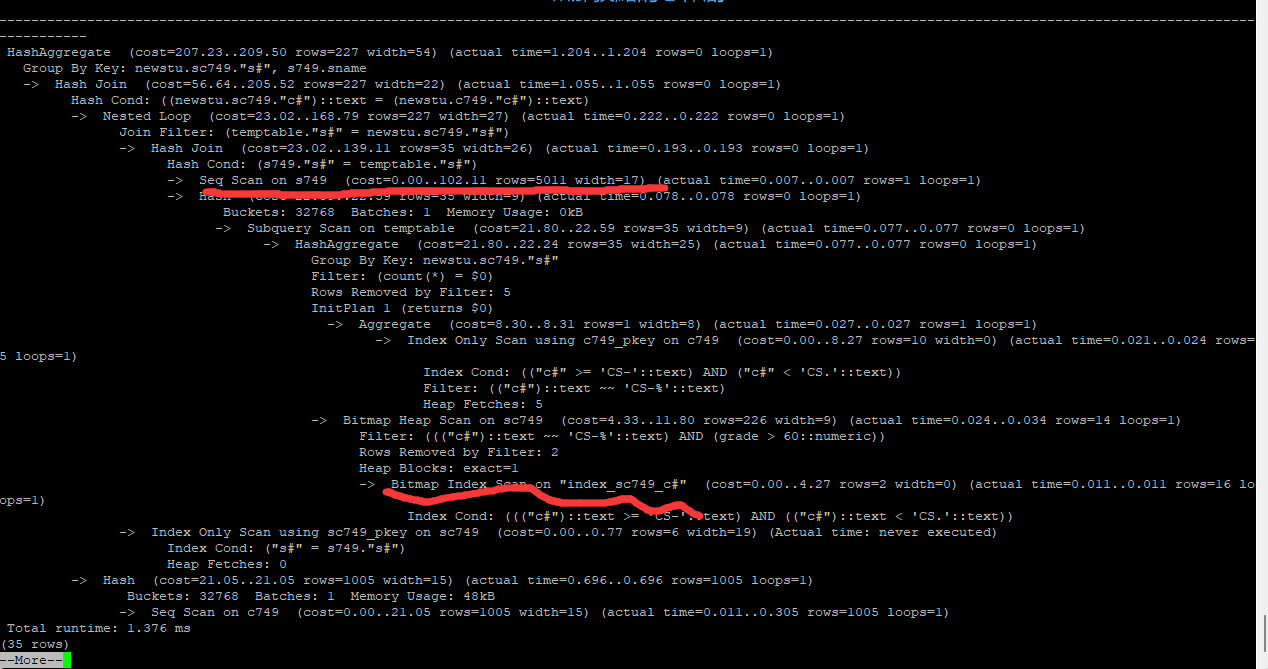 -----------------------------------------------------------------------------------------------------------------------------------------------------------------
-----------
HashAggregate  (cost=207.23..209.50 rows=227 width=54) (actual time=1.204..1.204 rows=0 loops=1)
Group By Key: newstu.sc749."s#", s749.sname
->  Hash Join  (cost=56.64..205.52 rows=227 width=22) (actual time=1.055..1.055 rows=0 loops=1)
Hash Cond: ((newstu.sc749."c#")::text = (newstu.c749."c#")::text)
->  Nested Loop  (cost=23.02..168.79 rows=227 width=27) (actual time=0.222..0.222 rows=0 loops=1)
Join Filter: (temptable."s#" = newstu.sc749."s#")
->  Hash Join  (cost=23.02..139.11 rows=35 width=26) (actual time=0.193..0.193 rows=0 loops=1)
Hash Cond: (s749."s#" = temptable."s#")
->  Seq Scan on s749  (cost=0.00..102.11 rows=5011 width=17) (actual time=0.007..0.007 rows=1 loops=1)
->  Hash  rows=35 width=9) (actual time=0.078..0.078 rows=0 loops=1)
Buckets: 32768  Batches: 1  Memory Usage: 0kB
->  Subquery Scan on temptable  (cost=21.80..22.59 rows=35 width=9) (actual time=0.077..0.077 rows=0 loops=1)
->  HashAggregate  (cost=21.80..22.24 rows=35 width=25) (actual time=0.077..0.077 rows=0 loops=1)
Group By Key: newstu.sc749."s#"
Filter: (count(*) = $0)
Rows Removed by Filter: 5
InitPlan 1 (returns $0)
->  Aggregate  (cost=8.30..8.31 rows=1 width=8) (actual time=0.027..0.027 rows=1 loops=1)
->  Index Only Scan using c749_pkey on c749  (cost=0.00..8.27 rows=10 width=0) (actual time=0.021..0.024 rows=
5 loops=1)
Index Cond: (("c#" >= 'CS-'::text) AND ("c#" < 'CS.'::text))
Filter: (("c#")::text ~~ 'CS-%'::text)
Heap Fetches: 5
->  Bitmap Heap Scan on sc749  (cost=4.33..11.80 rows=226 width=9) (actual time=0.024..0.034 rows=14 loops=1)
Filter: ((("c#")::text ~~ 'CS-%'::text) AND (grade > 60::numeric))
Rows Removed by Filter: 2
Heap Blocks: exact=1
->  Bitmap Index Scan on "index_sc749_c#"  (cost=0.00..4.27 rows=2 width=0) (actual time=0.011..0.011 rows=16 lo
ops=1)
Index Cond: ((("c#")::text >= 'CS-'::text) AND (("c#")::text < 'CS.'::text))
->  Index Only Scan using sc749_pkey on sc749  (cost=0.00..0.77 rows=6 width=19) (Actual time: never executed)
Index Cond: ("s#" = s749."s#")
Heap Fetches: 0
->  Hash  (cost=21.05..21.05 rows=1005 width=15) (actual time=0.696..0.696 rows=1005 loops=1)
Buckets: 32768  Batches: 1  Memory Usage: 48kB
->  Seq Scan on c749  (cost=0.00..21.05 rows=1005 width=15) (actual time=0.011..0.305 rows=1005 loops=1)
Total runtime: 1.376 ms
(35 rows)
--More--